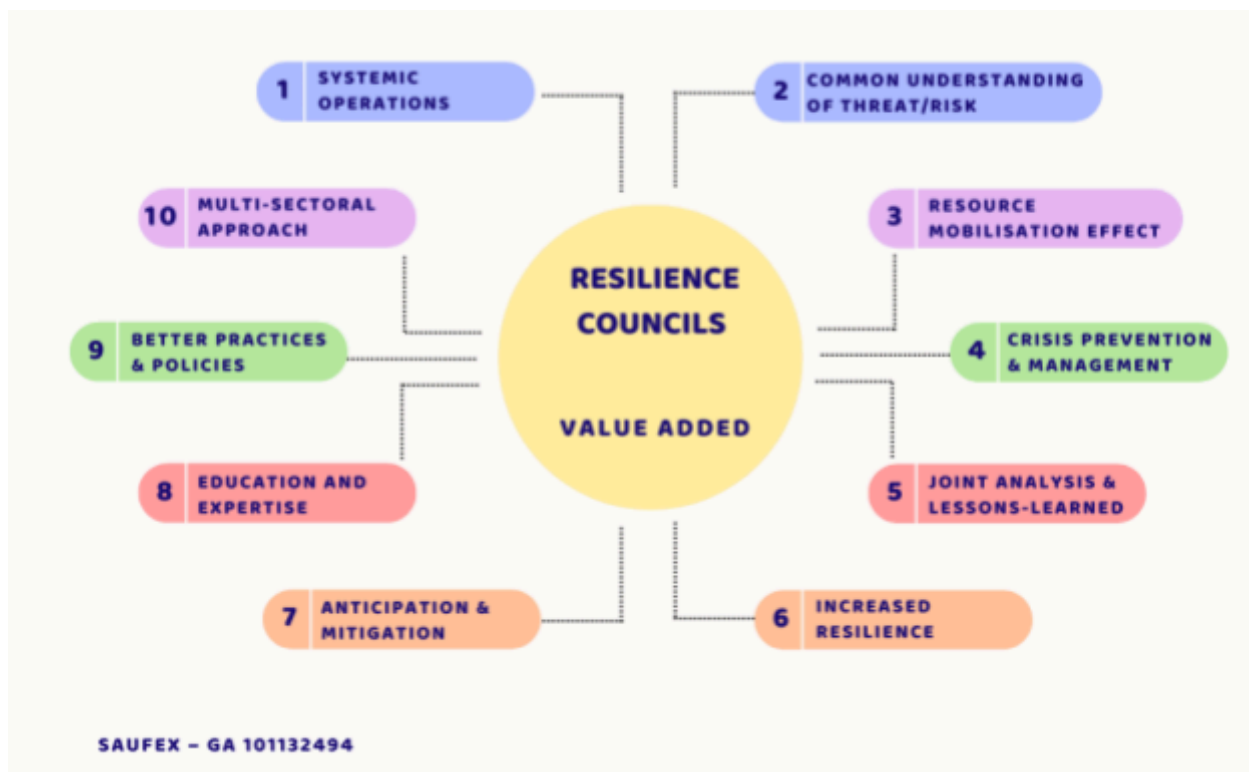 1 SYSTEMIC
OPERATIONS
2 COMMON UNDERSTANDING
OF THREAT/RISK
10 MULTI-SECTORAL
APPROACH
3 RESOURCE
MOBILISATION EFFECT
RESILIENCE
COUNCILS
VALUE ADDED
9 BETTER PRACTICES
& POLICIES
4 CRISIS PREVENTION
& MANAGEMENT
8 EDUCATION AND
EXPERTISE
5 JOINT ANALYSIS &
LESSONS-LEARNED
7 ANTICIPATION &
MITIGATION
6 INCREASED
RESILIENCE
SAUFEX – GA 101132494